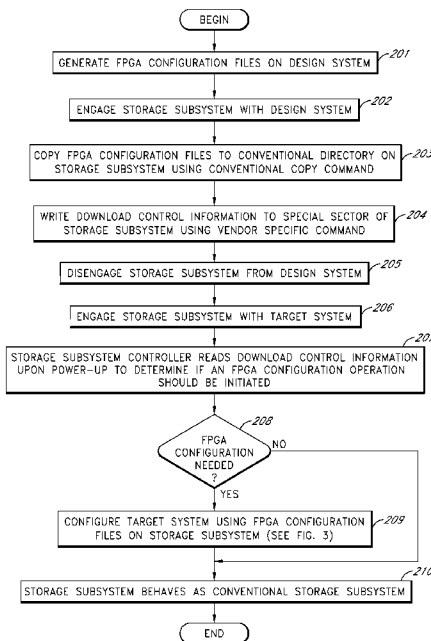 BEGIN
GENERATE FPGA CONFIGURATION FILES ON DESIGN SYSTEM
201
ENGAGE STORAGE SUBSYSTEM WITH DESIGN SYSTEM
202
COPY FPGA CONFIGURATION FILES TO CONVENTIONAL DIRECTORY ON
STORAGE SUBSYSTEM USING CONVENTIONAL COPY COMMAND
203
WRITE DOWNLOAD CONTROL INFORMATION TO SPECIAL SECTOR OF
STORAGE SUBSYSTEM USING VENDOR SPECIFIC COMMAND
204
DISENGAGE STORAGE SUBSYSTEM FROM DESIGN SYSTEM
205
ENGAGE STORAGE SUBSYSTEM WITH TARGET SYSTEM
206
STORAGE SUBSYSTEM CONTROLLER READS DOWNLOAD CONTROL INFORMATION
UPON POWER-UP TO DETERMINE IF AN FPGA CONFIGURATION OPERATION
SHOULD BE INITIATED
208
FPGA
CONFIGURATION
NEEDED
?
NO
YES
CONFIGURE TARGET SYSTEM USING FPGA CONFIGURATION
FILES ON STORAGE SUBSYSTEM (SEE FIG. 3)
209
STORAGE SUBSYSTEM BEHAVES AS CONVENTIONAL STORAGE SUBSYSTEM
210
END